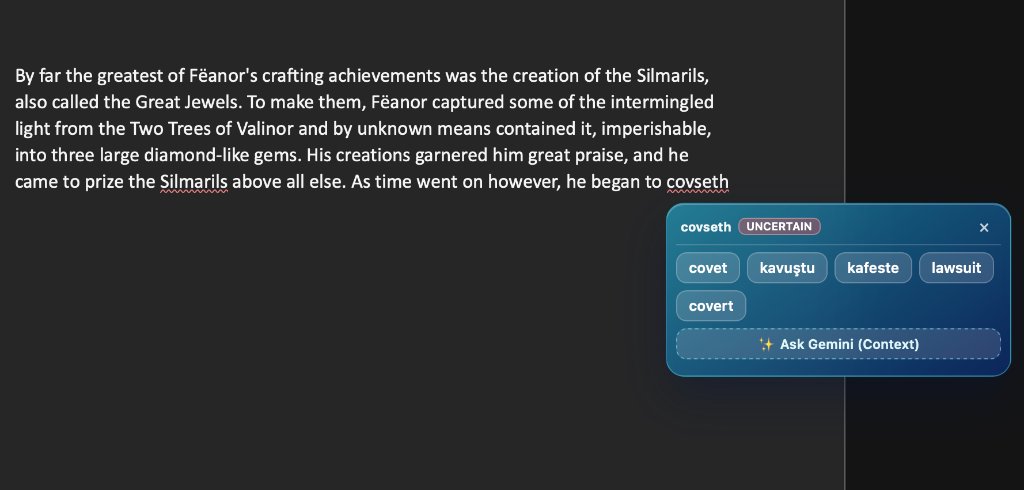 By far the greatest of Fëanor's crafting achievements was the creation of the Silmarils,
also called the Great Jewels. To make them, Fëanor captured some of the intermingled
light from the Two Trees of Valinor and by unknown means contained it, imperishable,
into three large diamond-like gems. His creations garnered him great praise, and he
came to prize the Silmarils above all else. As time went on however, he began to covseth
covseth UNCERTAIN ×
covet kavuştu kafeste lawsuit
covert
✨ Ask Gemini (Context)